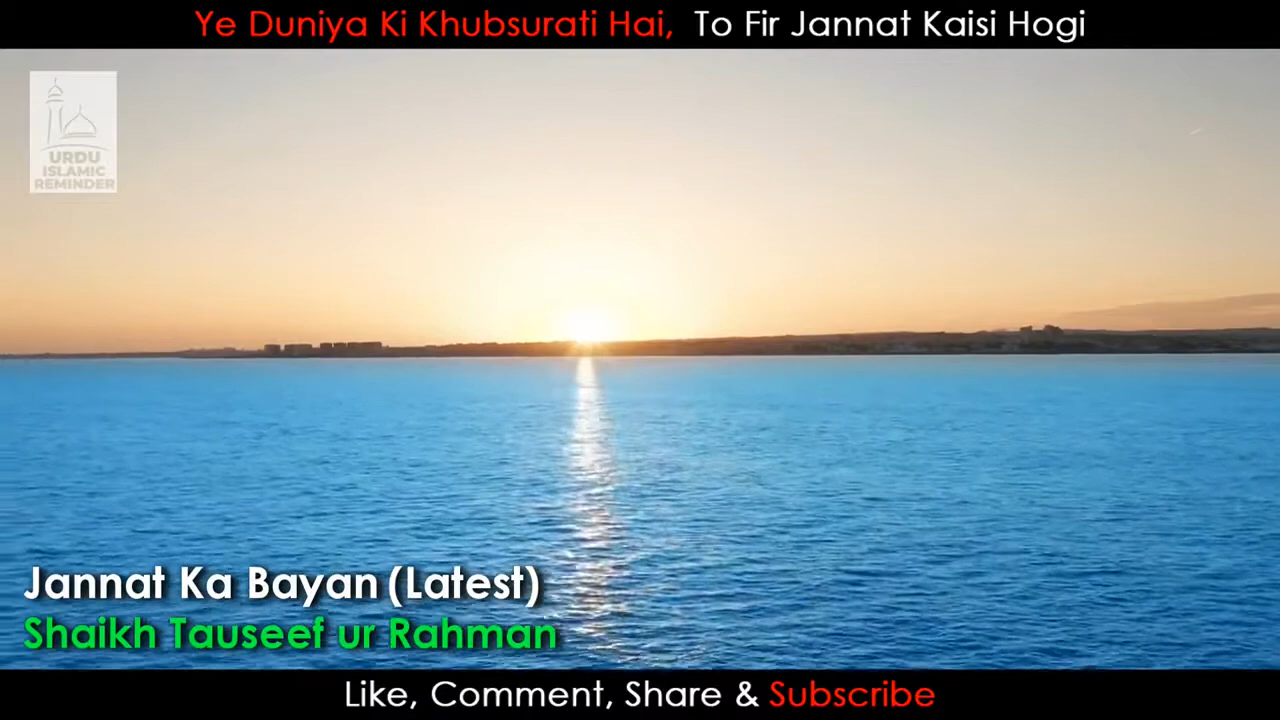 Ye Duniya Ki Khubsurati Hai, To Fir Jannat Kaisi Hogi
URDU
ISLAMIC
REMINDER
Jannat Ka Bayan (Latest)
Shaikh Tauseef ur Rahman
Like, Comment, Share & Subscribe